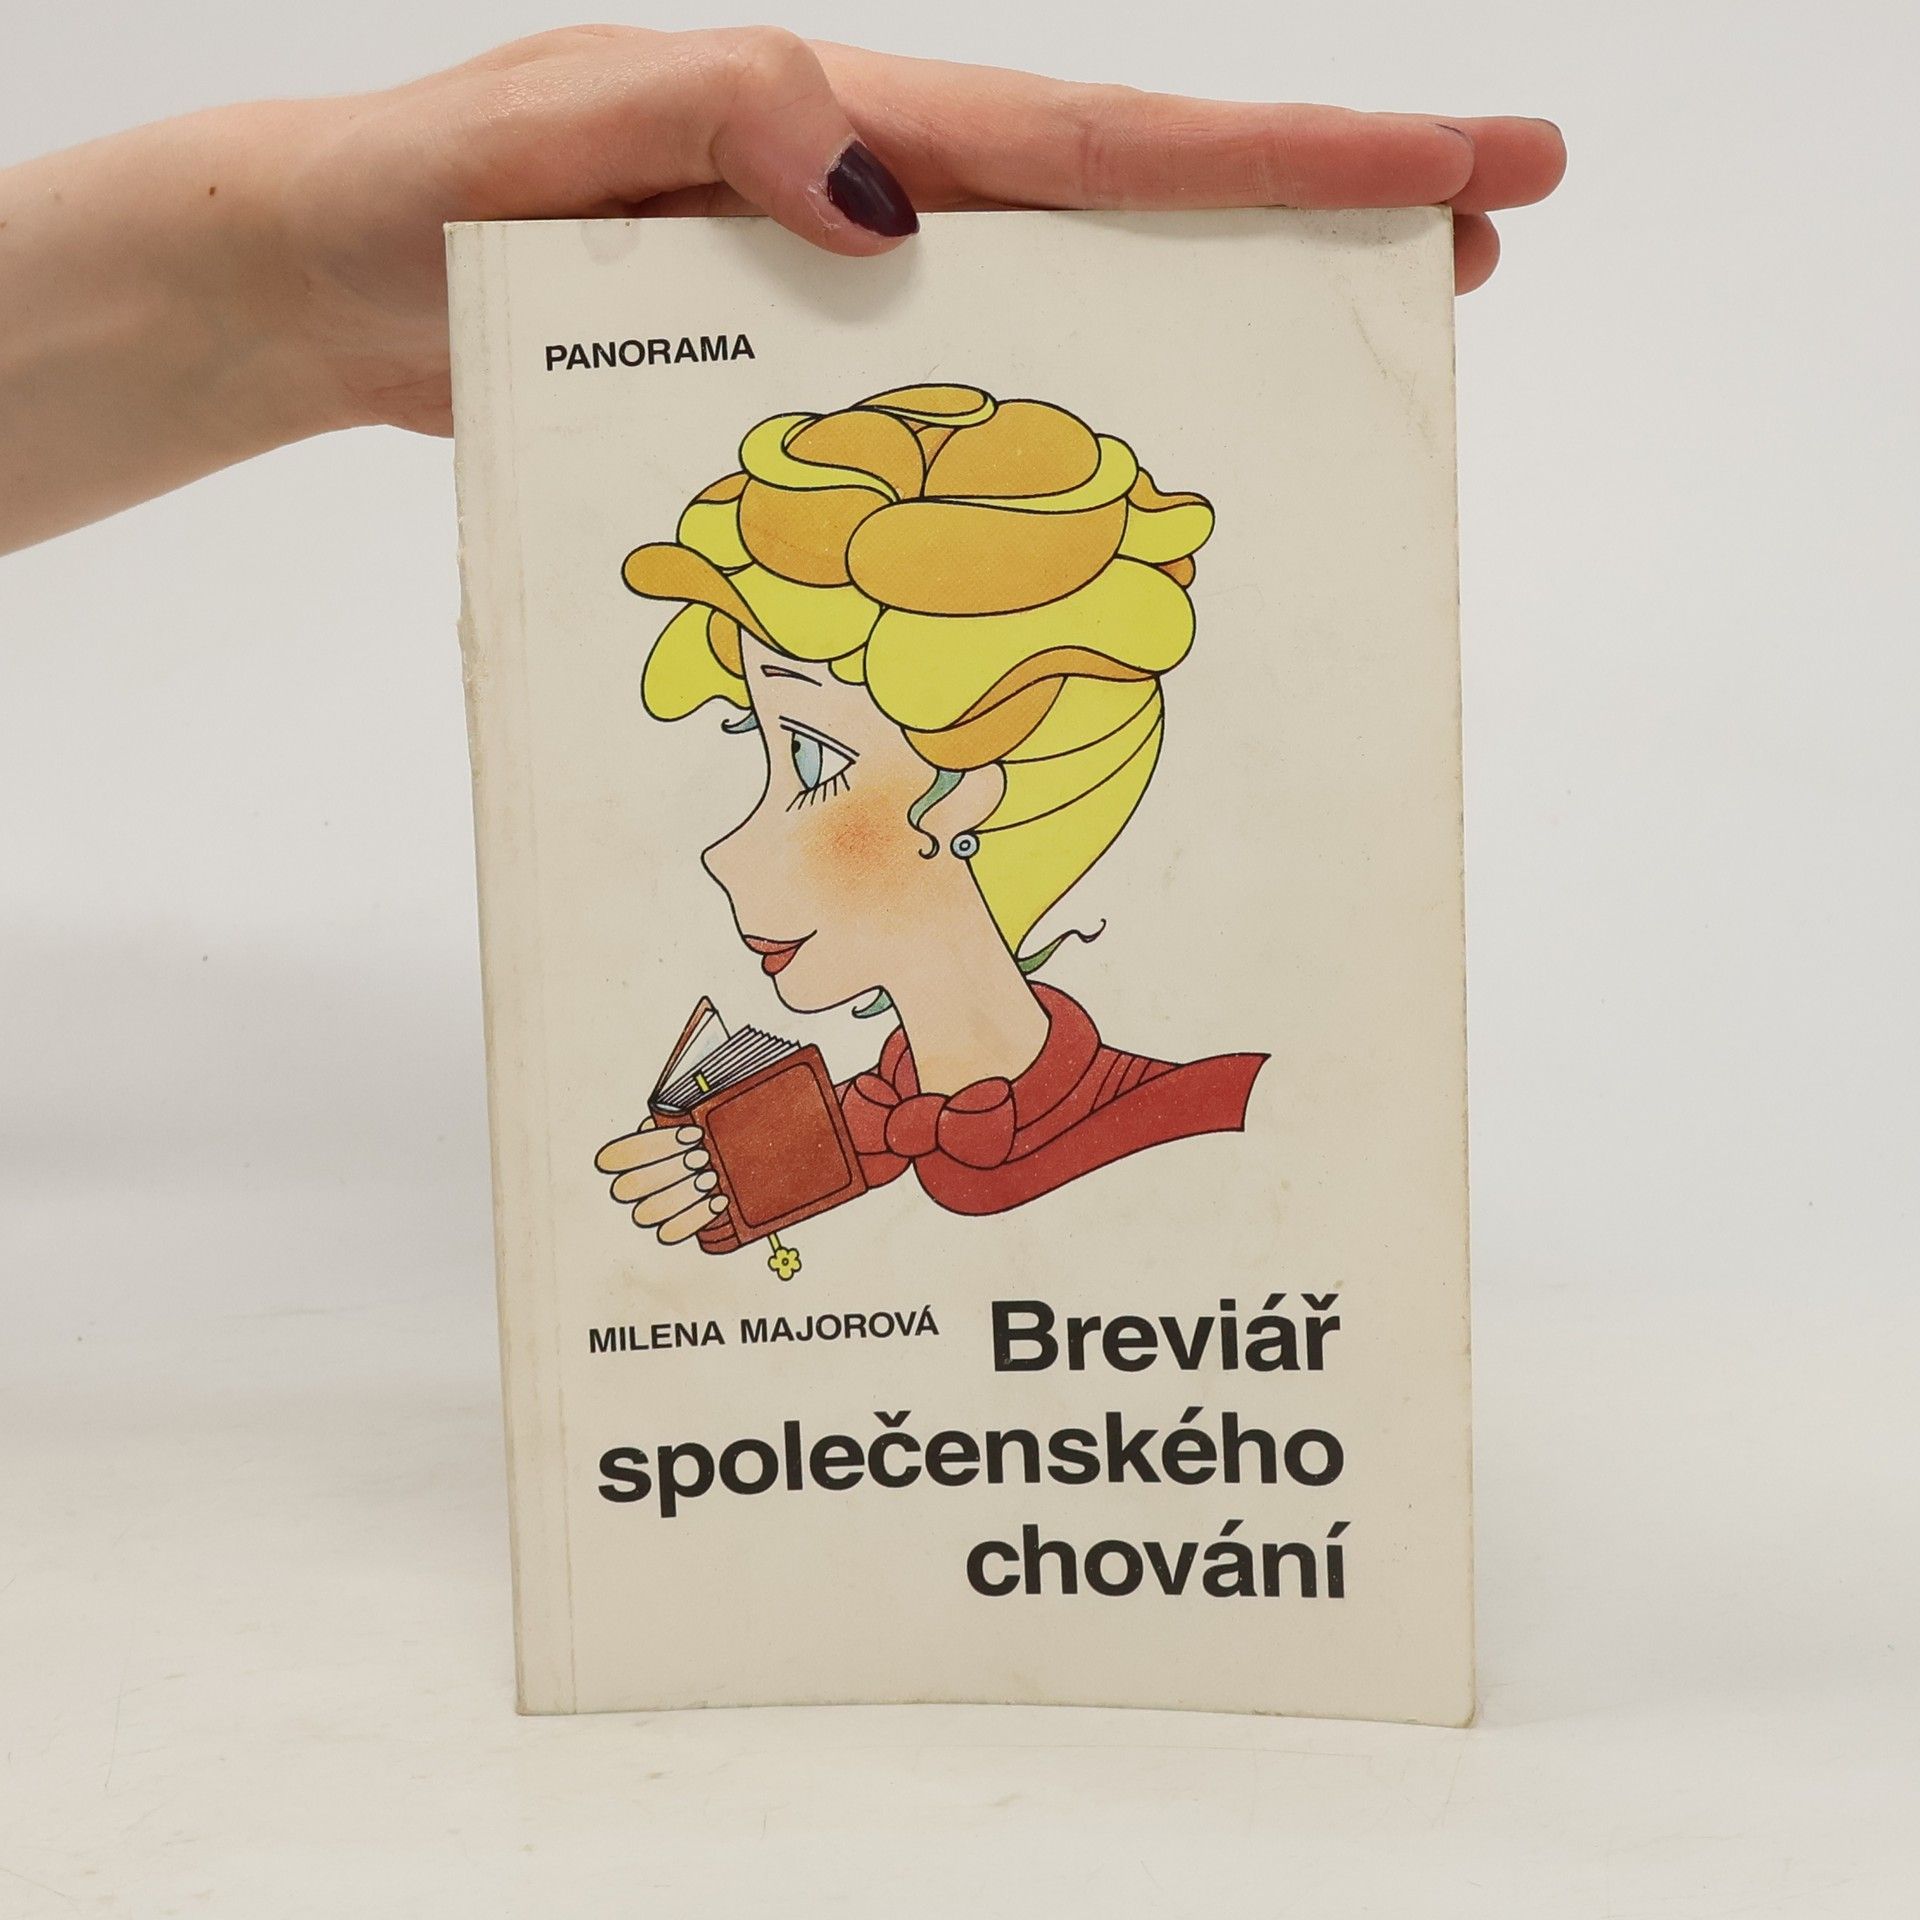 PANORAMA
MILENA MAJOROVÁ Breviář
společenského
chování